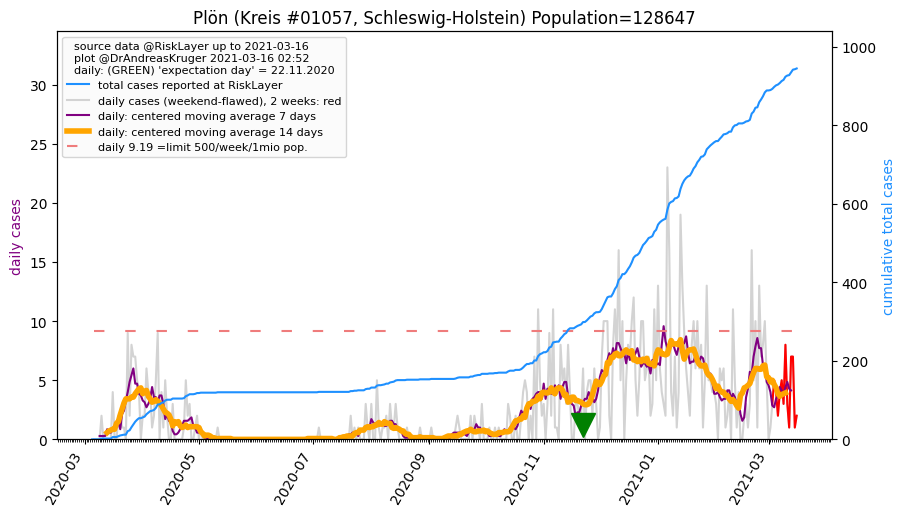 Plön (Kreis #01057, Schleswig-Holstein) Population=128647
source data @RiskLayer up to 2021-03-16
plot @DrAndreasKruger 2021-03-16 02:52
daily: (GREEN) 'expectation day' = 22.11.2020
total cases reported at RiskLayer
daily cases (weekend-flawed), 2 weeks: red
daily: centered moving average 7 days
daily: centered moving average 14 days
daily 9.19 =limit 500/week/1mio pop.
daily cases
30
25
20
15
10
5
0
1000
800
600
400
200
0
cumulative total cases
2020-03
2020-05
2020-07
2020-09
2020-11
2021-01
2021-03